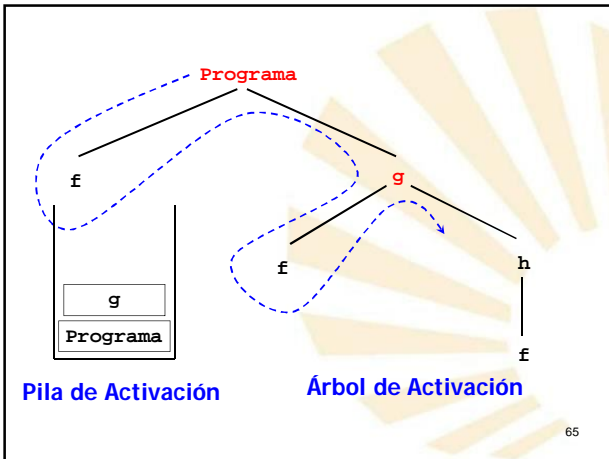 Programa
f
g
f
h
g
Programa
f
Pila de Activación
Árbol de Activación
65